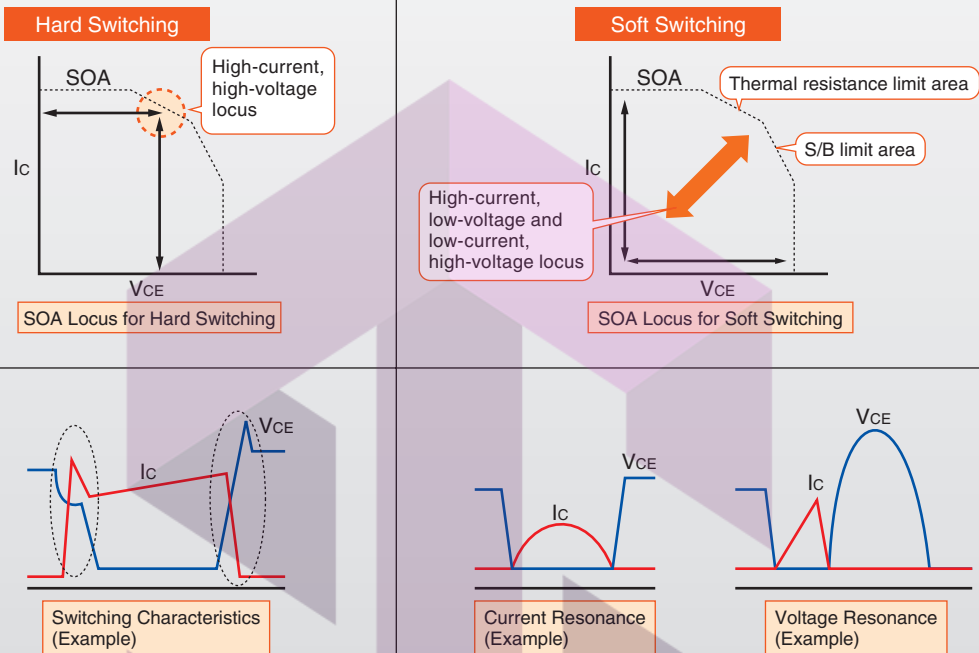 Hard Switching
SOA
High-current,
high-voltage
locus
IC
VCE
SOA Locus for Hard Switching
Soft Switching
SOA
Thermal resistance limit area
S/B limit area
IC
High-current,
low-voltage and
low-current,
high-voltage locus
VCE
SOA Locus for Soft Switching
VCE
IC
Switching Characteristics
(Example)
VCE
IC
Current Resonance
(Example)
VCE
IC
Voltage Resonance
(Example)